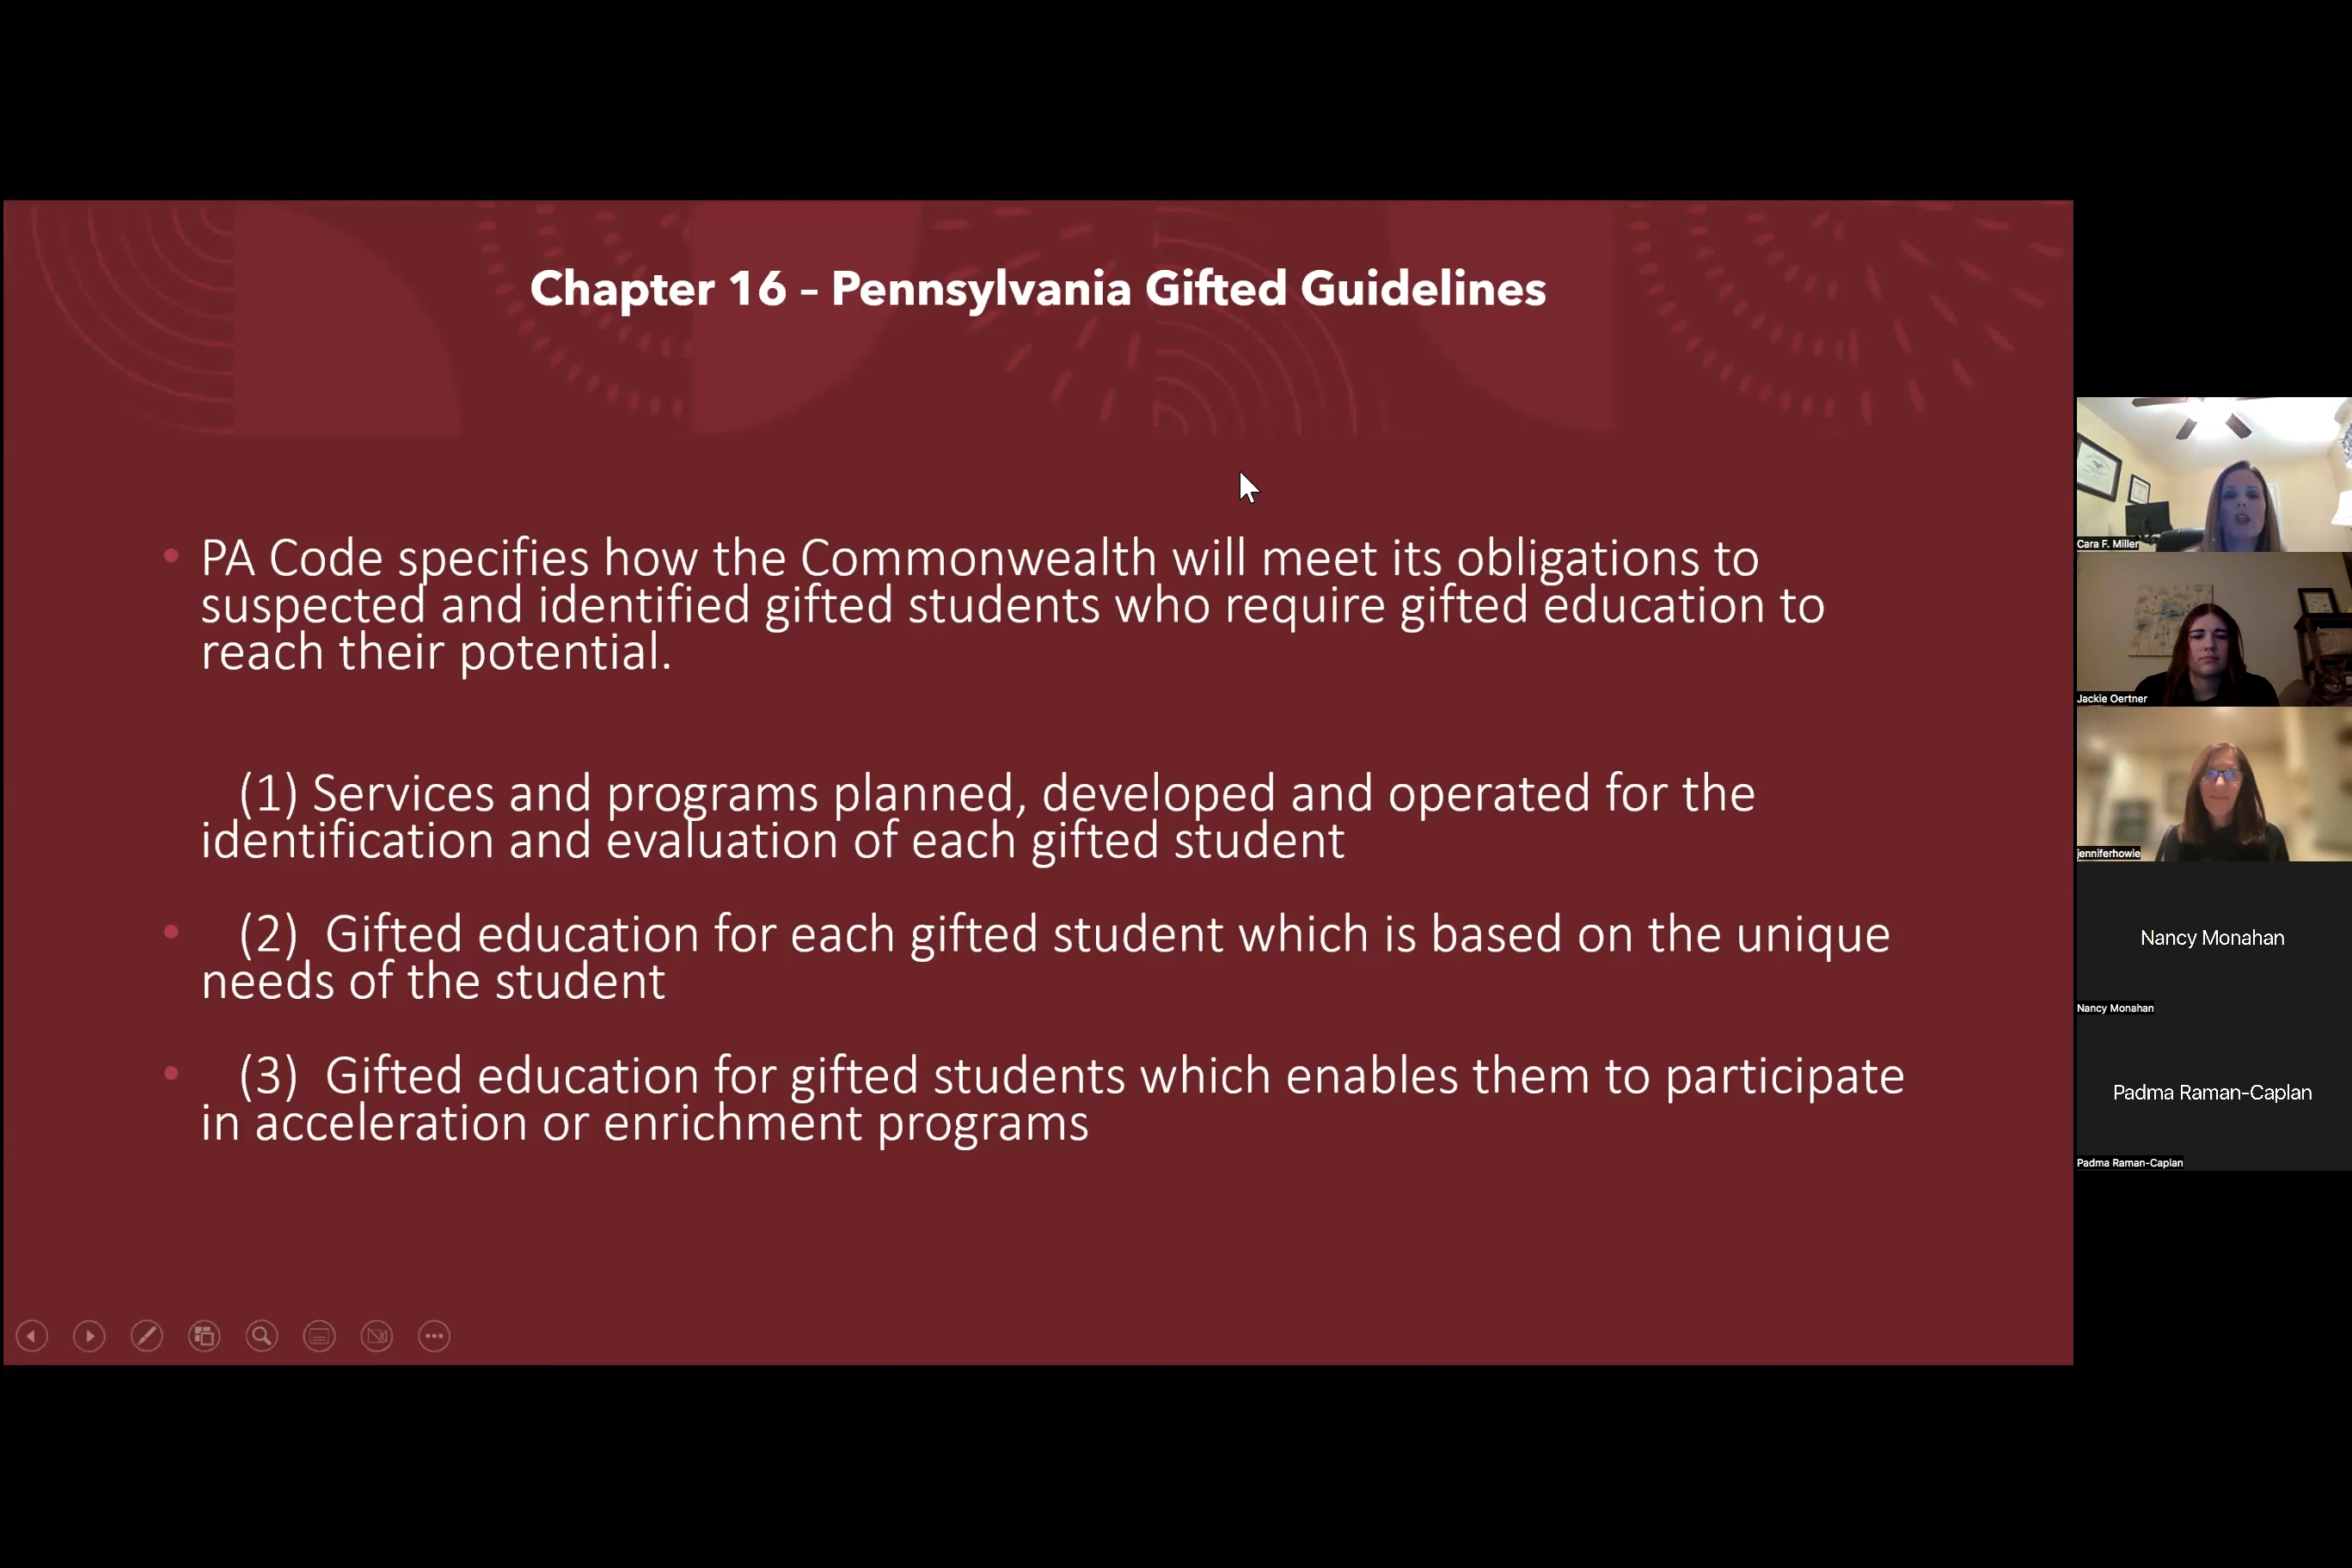 Chapter 16 – Pennsylvania Gifted Guidelines
• PA Code specifies how the Commonwealth will meet its obligations to
suspected and identified gifted students who require gifted education to
reach their potential.
(1) Services and programs planned, developed and operated for the
identification and evaluation of each gifted student
• (2) Gifted education for each gifted student which is based on the unique
needs of the student
• (3) Gifted education for gifted students which enables them to participate
in acceleration or enrichment programs
Cara F. Miller
Jackie Oertner
jenniferhowie
Nancy Monahan
Nancy Monahan
Padma Raman-Caplan
Padma Raman-Caplan